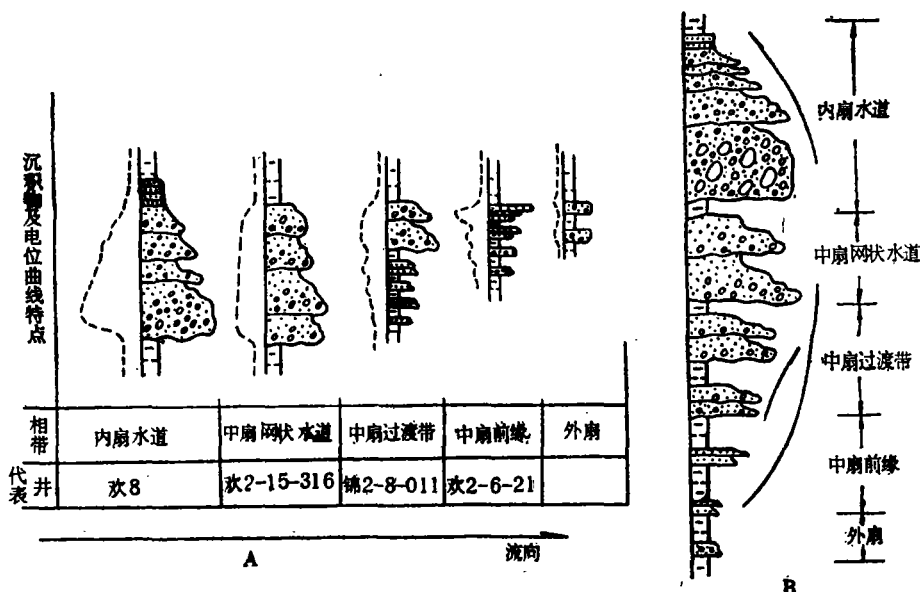 沉积物及电位曲线特点
相带
内扇水道
中扇网状水道
中扇过渡带
中扇前缘
外扇
代表井
欢8
欢2-15-316
锦2-8-011
欢2-6-21
流向
A
内扇水道
中扇网状水道
中扇过渡带
中扇前缘
外扇
B